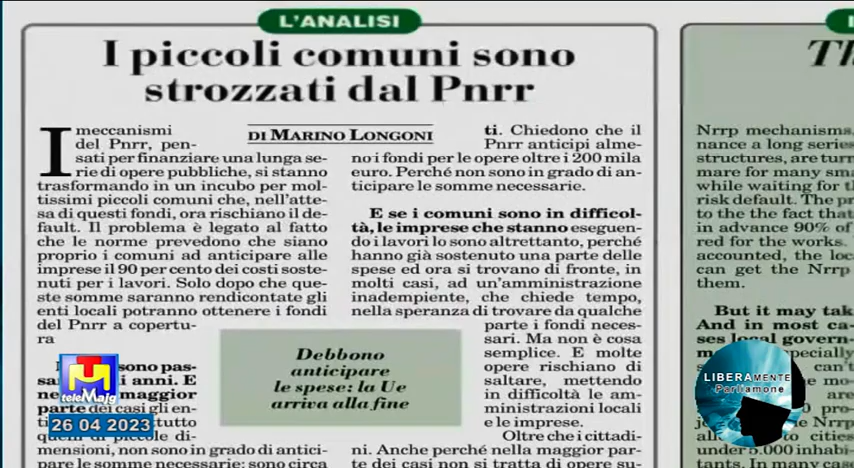 L'ANALISI
I piccoli comuni sono
strozzati dal Pnrr
DI MARINO LONGONI
I meccanismi
del Pnrr, pen-
sati per finanziare una lunga se-
rie di opere pubbliche, si stanno
trasformando in un incubo per mol-
tissimi piccoli comuni che, nell'atte-
sa di questi fondi, ora rischiano il de-
fault. Il problema è legato al fatto
che le norme prevedono che siano
proprio i comuni ad anticipare alle
imprese il 90 per cento dei costi soste-
nuti per i lavori. Solo dopo che que-
ste somme saranno rendicontate gli
enti locali potranno ottenere i fondi
del Pnrr a copertu-
ra
sono pas-
i anni. E
maggior
parte dei casi gli en-
di piccole di-
mensioni, non sono in grado di antici-
pare le somme necessarie: sono circa
Debbono
anticipare
le spese: la Ue
arriva alla fine
ti. Chiedono che il
Pnrr anticipi alme-
no i fondi per le opere oltre i 200 mila
euro. Perché non sono in grado di an-
ticipare le somme necessarie.
E se i comuni sono in difficol-
tà, le imprese che stanno eseguen-
do i lavori lo sono altrettanto, perché
hanno già sostenuto una parte delle
spese ed ora si trovano di fronte, in
molti casi, ad un'amministrazione
inadempiente, che chiede tempo,
nella speranza di trovare da qualche
parte i fondi neces-
sari. Ma non è cosa
semplice. E molte
opere rischiano di
saltare, mettendo
in difficoltà le am-
ministrazioni locali
e le imprese.
Oltre che i cittadi-
ni. Anche perché nella maggior par-
te dei casi non si tratta di opere su-
Th
Nrrp mechanisms,
nance a long series
structures, are turn
mare for many sma
while waiting for t
risk default. The pr
to the the fact that
in advance 90% of
red for the works.
accounted, the loc
can get the Nrrp
them.
But it may tak
And in most ca-
ses local govern-
under 5.000 inhabi-
tants. In many cas
teleMajg
26 04 2023
LIBERAMENTE
Parliamone